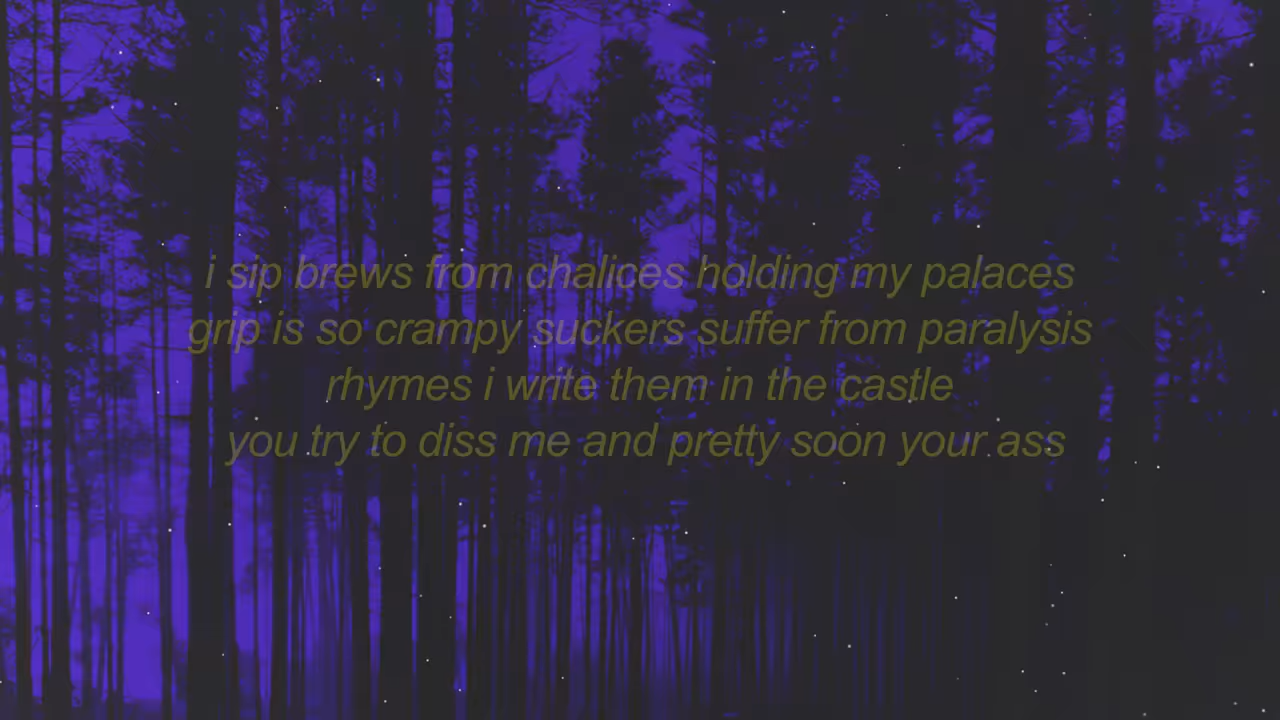 i sip brews from chalices holding my palaces
grip is so crampy suckers suffer from paralysis
rhymes i write them in the castle
you try to diss me and pretty soon your ass